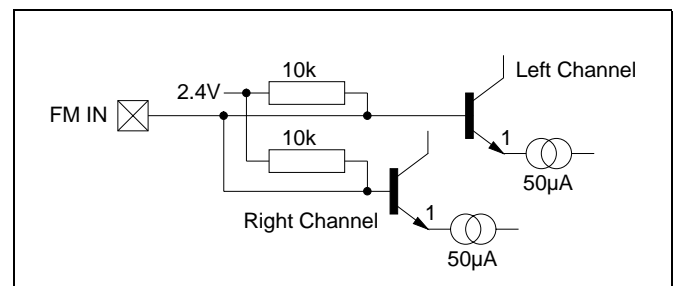 10k
Left Channel
2.4V
FM IN
10k
1
50µA
Right Channel
1
50µA